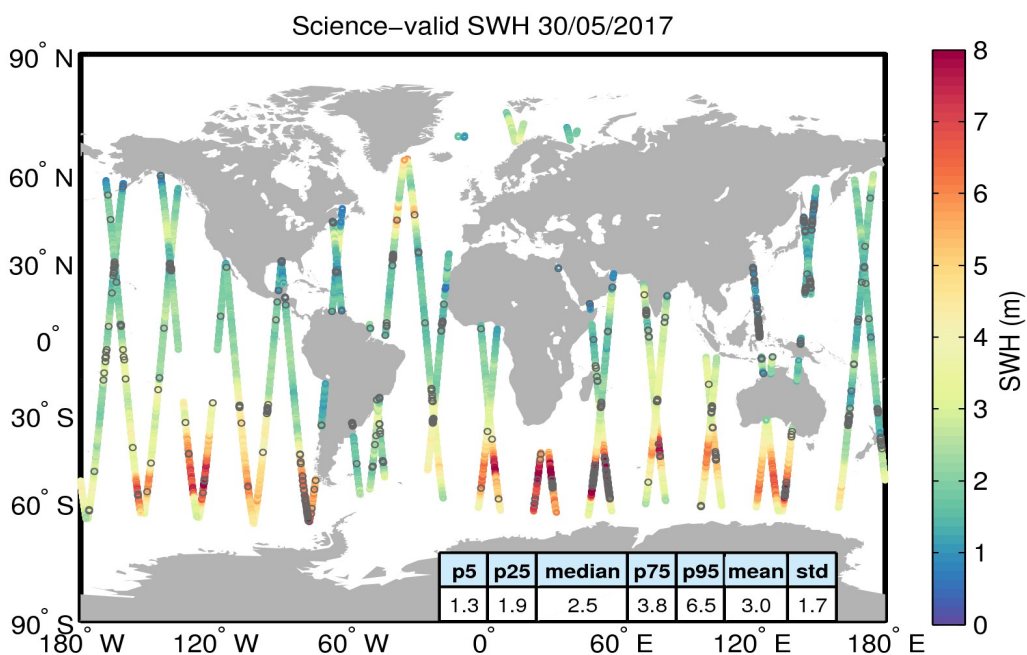 Science−valid SWH 30/05/2017
90° N
60° N
30° N
0°
30° S
60° S
90° S
180° W
120° W
60° W
0°
60° E
120° E
180° E
p5 p25 median p75 p95 mean std
1.3 1.9 2.5 3.8 6.5 3.0 1.7
8
7
6
5
4
3
2
1
0
SWH (m)